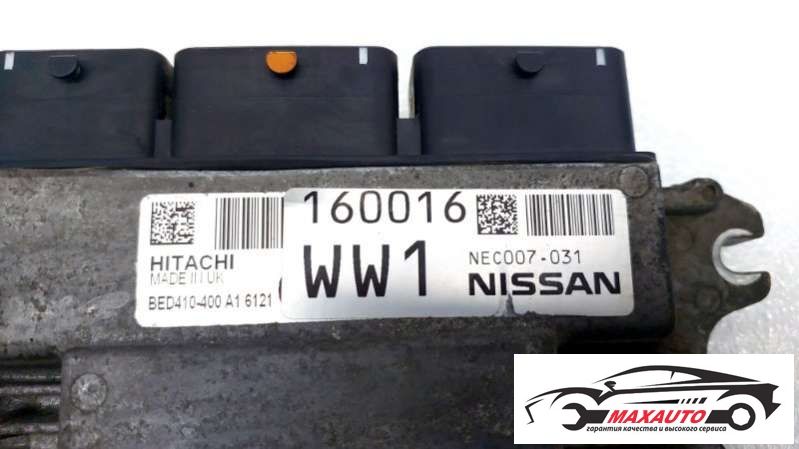 160016
WW1
NEC007-031
NISSAN
HITACHI
MADE IN UK
BED410-400 A1 6121
MAXAUTO
гарантия качества и высокого сервиса